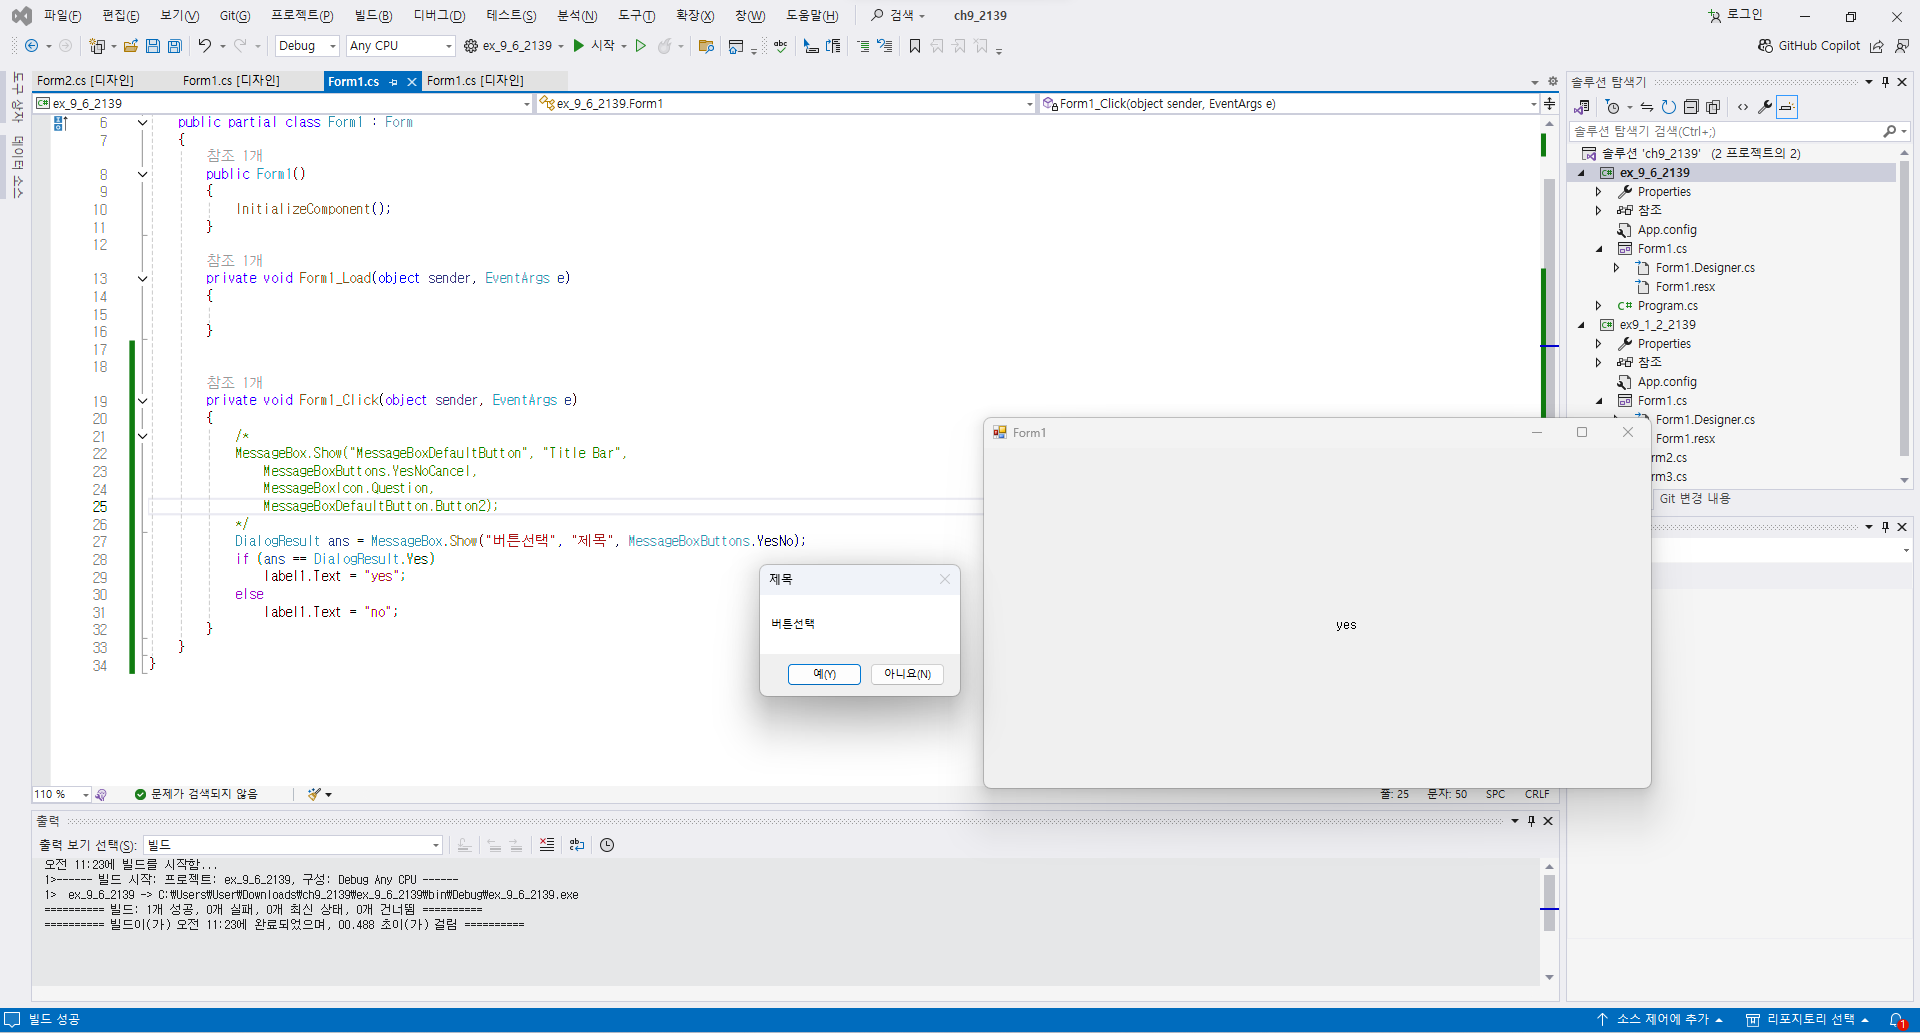 파일(F) 편집(E) 보기(V) Git(G) 프로젝트(P) 빌드(B) 디버그(D) 테스트(S) 분석(N) 도구(T) 확장(X) 창(W) 도움말(H) 검색 ch9_2139 로그인
Debug Any CPU ex_9_6_2139 시작 GitHub Copilot
도구 상자
데이터 소스
Form2.cs [디자인] Form1.cs [디자인] Form1.cs Form1.cs [디자인]
ex_9_6_2139 ex_9_6_2139.Form1 Form1_Click(object sender, EventArgs e)
6 public partial class Form1 : Form
7 {
참조 1개
8 public Form1()
9 {
10 InitializeComponent();
11 }
12
참조 1개
13 private void Form1_Load(object sender, EventArgs e)
14 {
15
16 }
17
18
참조 1개
19 private void Form1_Click(object sender, EventArgs e)
20 {
21 /*
22 MessageBox.Show("MessageBoxDefaultButton", "Title Bar",
23 MessageBoxButtons.YesNoCancel,
24 MessageBoxIcon.Question,
25 MessageBoxDefaultButton.Button2);
26 */
27 DialogResult ans = MessageBox.Show("버튼선택", "제목", MessageBoxButtons.YesNo);
28 if (ans == DialogResult.Yes)
29 label1.Text = "yes";
30 else
31 label1.Text = "no";
32 }
33 }
34 }
제목
버튼선택
예(Y) 아니요(N)
Form1
yes
110 % 문제가 검색되지 않음 줄: 25 문자: 50 SPC CRLF
출력
출력 보기 선택(S): 빌드
오전 11:23에 빌드를 시작함...
1>------ 빌드 시작: 프로젝트: ex_9_6_2139, 구성: Debug Any CPU ------
1> ex_9_6_2139 -> C:\Users\User\Downloads\ch9_2139\ex_9_6_2139\bin\Debug\ex_9_6_2139.exe
========== 빌드: 1개 성공, 0개 실패, 0개 최신 상태, 0개 건너뜀 ==========
========== 빌드이(가) 오전 11:23에 완료되었으며, 00.488 초이(가) 걸림 ==========
솔루션 탐색기
솔루션 탐색기 검색(Ctrl+;)
솔루션 'ch9_2139' (2 프로젝트의 2)
ex_9_6_2139
Properties
참조
App.config
Form1.cs
Form1.Designer.cs
Form1.resx
Program.cs
ex9_1_2_2139
Properties
참조
App.config
Form1.cs
Form1.Designer.cs
Form1.resx
rm2.cs
rm3.cs
Git 변경 내용
빌드 성공 소스 제어에 추가 리포지토리 선택 1